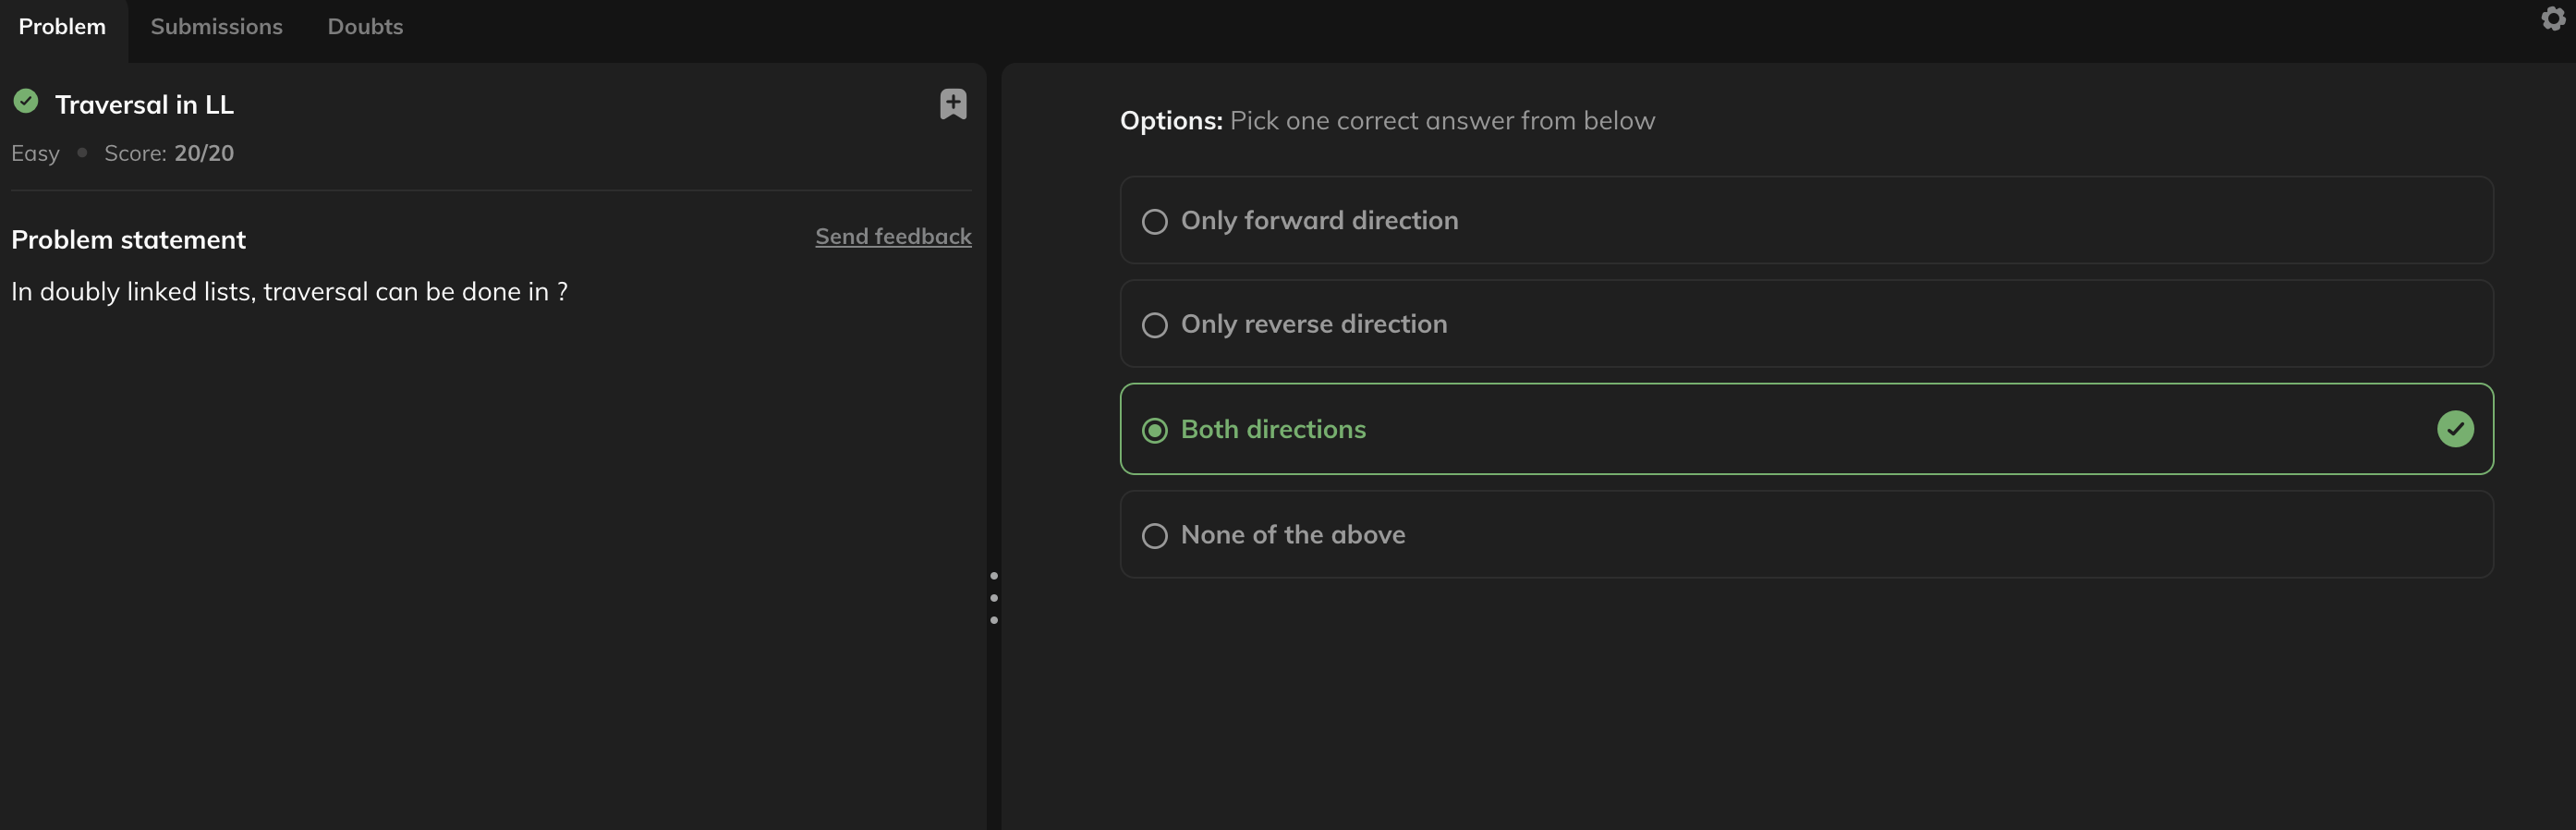 Problem Submissions Doubts
Traversal in LL
Easy Score: 20/20
Problem statement Send feedback
In doubly linked lists, traversal can be done in ?
Options: Pick one correct answer from below
Only forward direction
Only reverse direction
Both directions
None of the above